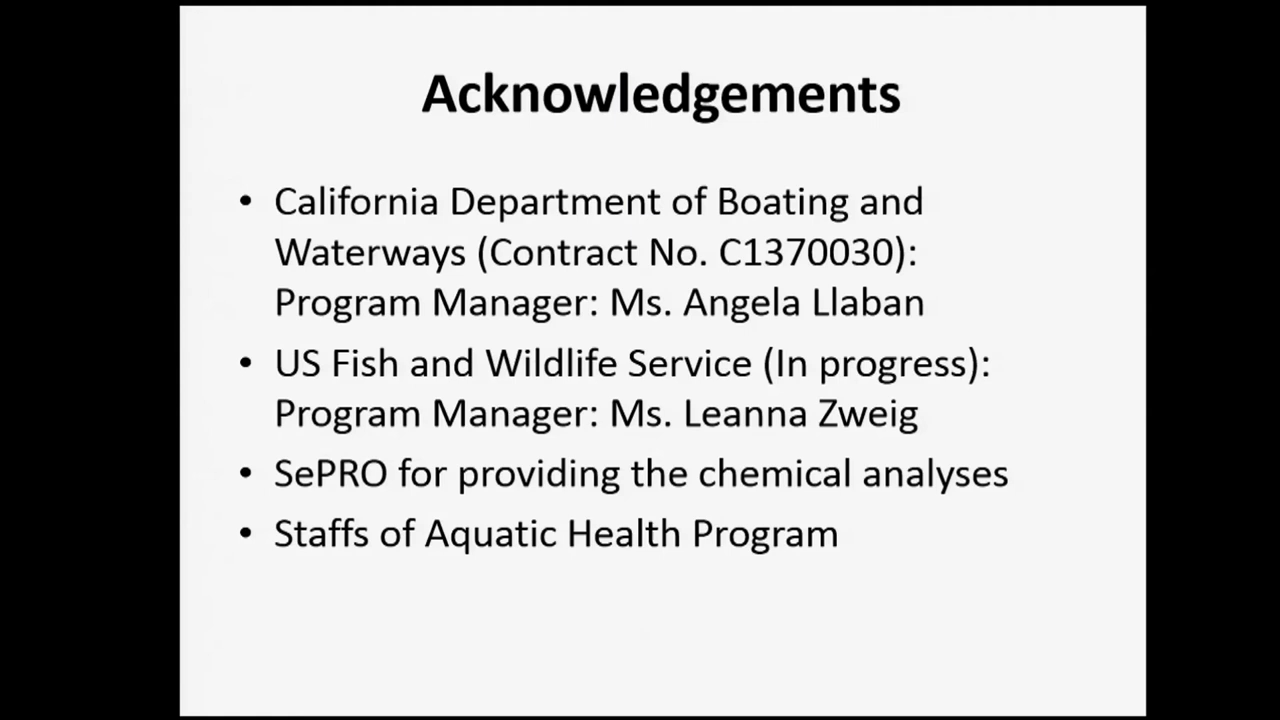 Acknowledgements
• California Department of Boating and
Waterways (Contract No. C1370030):
Program Manager: Ms. Angela Llaban
• US Fish and Wildlife Service (In progress):
Program Manager: Ms. Leanna Zweig
• SePRO for providing the chemical analyses
• Staffs of Aquatic Health Program